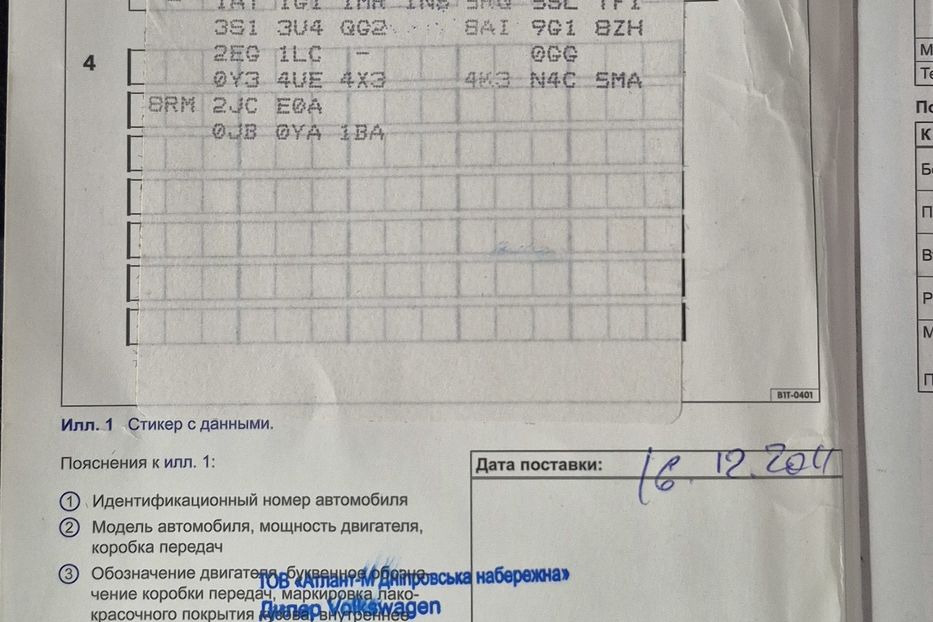 3S1 3U4 QG2 8AI 9G1 8ZH
4
2EG 1LC - 0GG
0Y3 4UE 4X3 4K3 N4C 5MA
8RM 2JC E0A
0JB 0YA 1BA
B1T-0401
Илл. 1 Стикер с данными.
Пояснения к илл. 1:
Дата поставки: 16.12.2011
1 Идентификационный номер автомобиля
2 Модель автомобиля, мощность двигателя,
коробка передач
3 Обозначение двигателя, буквенное обозна-
ТОВ «Атлант-М Дніпровська набережна»
чение коробки передач, маркировка лако-
Дилер Volkswagen
красочного покрытия кузова, внутреннее